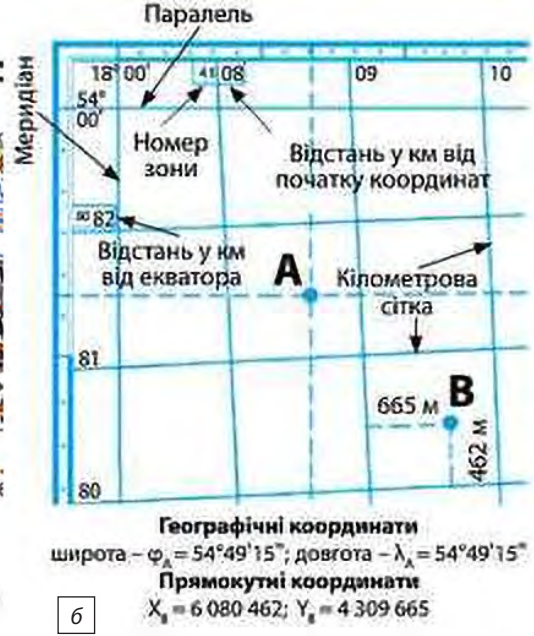 Паралель
18°00'
43 08
09
10
54°
00'
Меридіан
Номер
зони
Відстань у км від
початку координат
60 82
Відстань у км
від екватора
А
Кілометрова
сітка
81
665 м
В
462 м
80
Географічні координати
широта – φA = 54°49'15"; довгота – λA = 54°49'15"
Прямокутні координати
XB = 6 080 462; YB = 4 309 665
б